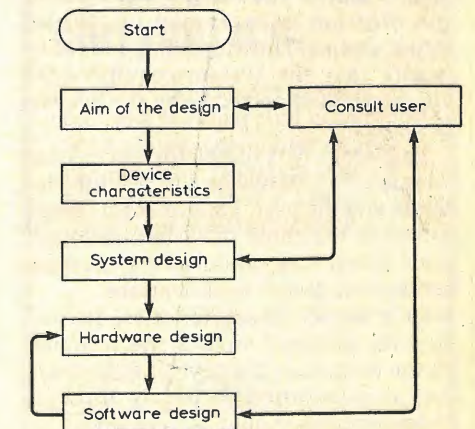 Start
Aim of the design
Consult user
Device
characteristics
System design
Hardware design
Software design